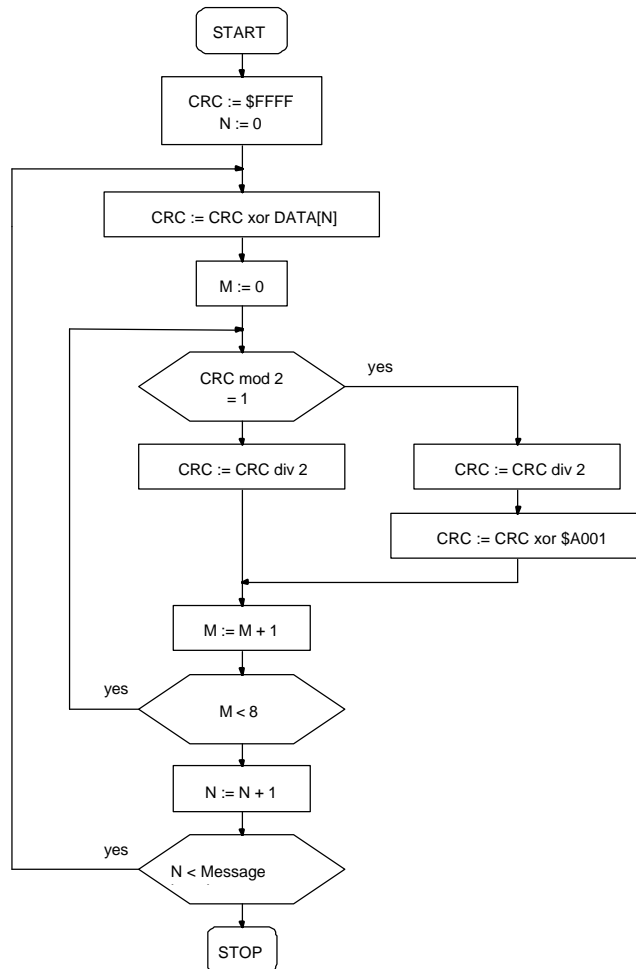 START
CRC := $FFFF
N := 0
CRC := CRC xor DATA[N]
M := 0
CRC mod 2
= 1
yes
CRC := CRC div 2
CRC := CRC div 2
CRC := CRC xor $A001
M := M + 1
yes
M < 8
N := N + 1
yes
N < Message
STOP